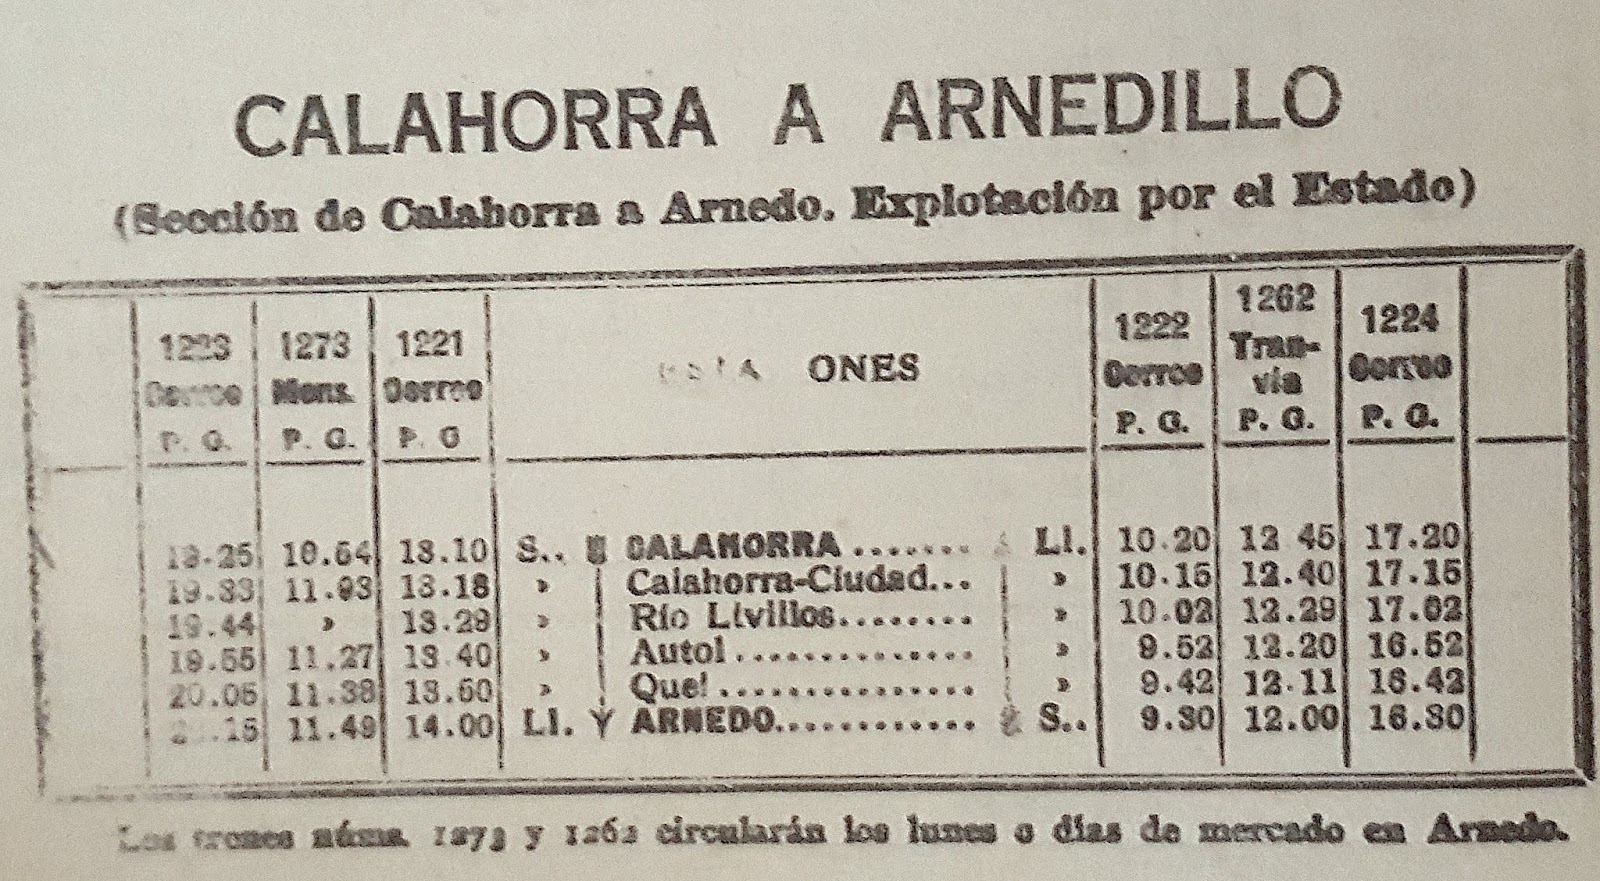 CALAHORRA A ARNEDILLO
(Sección de Calahorra a Arnedo. Explotación por el Estado)
1223 Correo P. G. 1273 Mens. P. G. 1221 Correo P. G ESTA ONES 1222 Correo P. G. 1262 Tran-vía P. G. 1224 Correo P. G.
19.25 10.54 13.10 S.. CALAHORRA....... Ll. 10.20 12 45 17.20
19.33 11.03 13.18 » Calahorra-Ciudad... » 10.15 12.40 17.15
19.44 » 13.29 » Río Livillos........ » 10.02 12.29 17.02
19.55 11.27 13.40 » Autol............... » 9.52 12.20 16.52
20.05 11.38 13.50 » Quel................ » 9.42 12.11 16.42
.15 11.49 14.00 Ll. ARNEDO............. S.. 9.30 12.00 16.30
Los trenes núms. 1273 y 1262 circularán los lunes o días de mercado en Arnedo.